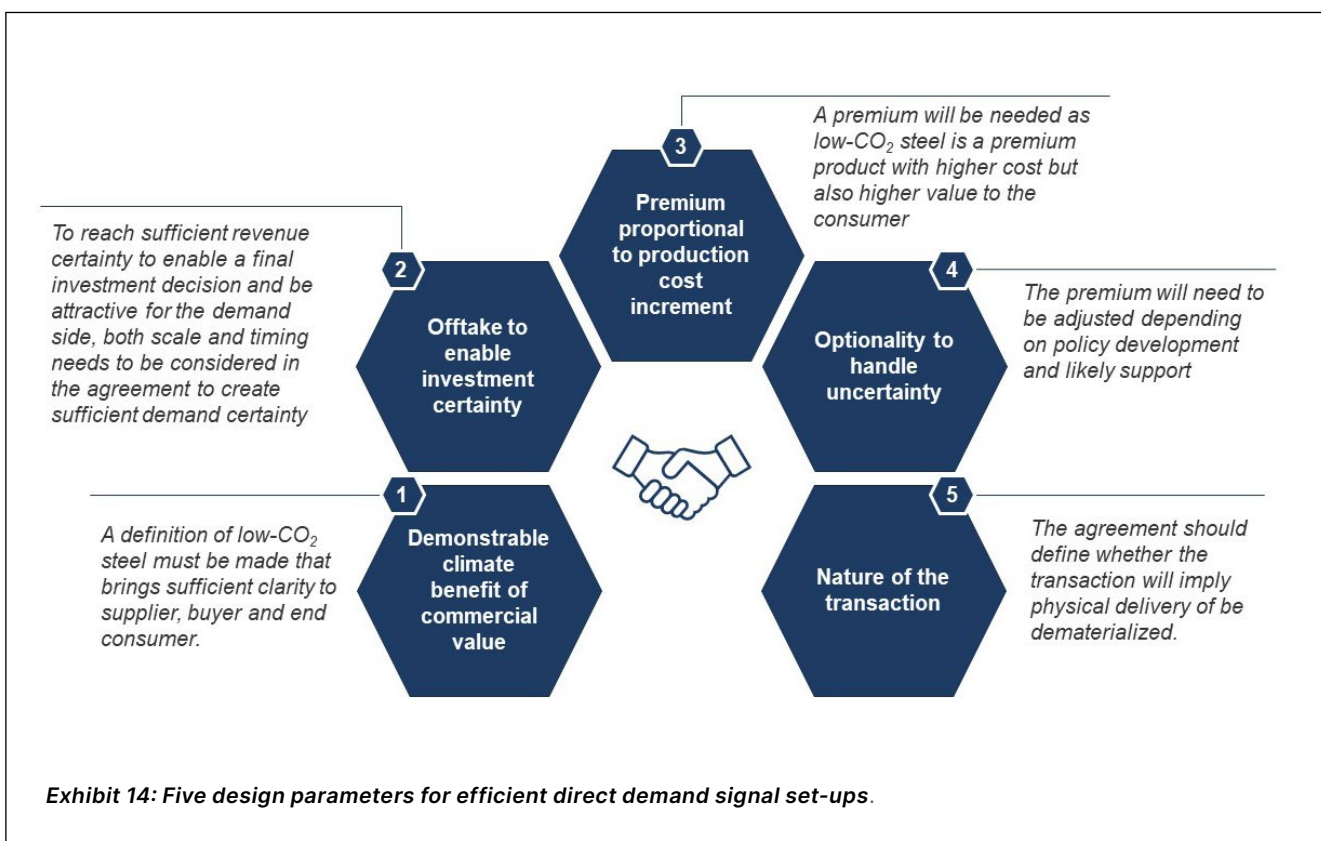 1
Demonstrable
climate
benefit of
commercial
value
A definition of low-CO₂
steel must be made that
brings sufficient clarity to
supplier, buyer and end
consumer.
2
Offtake to
enable
investment
certainty
To reach sufficient revenue
certainty to enable a final
investment decision and be
attractive for the demand
side, both scale and timing
needs to be considered in
the agreement to create
sufficient demand certainty
3
Premium
proportional
to production
cost
increment
A premium will be needed as
low-CO₂ steel is a premium
product with higher cost but
also higher value to the
consumer
4
Optionality to
handle
uncertainty
The premium will need to
be adjusted depending
on policy development
and likely support
5
Nature of the
transaction
The agreement should
define whether the
transaction will imply
physical delivery of be
dematerialized.
Exhibit 14: Five design parameters for efficient direct demand signal set-ups.